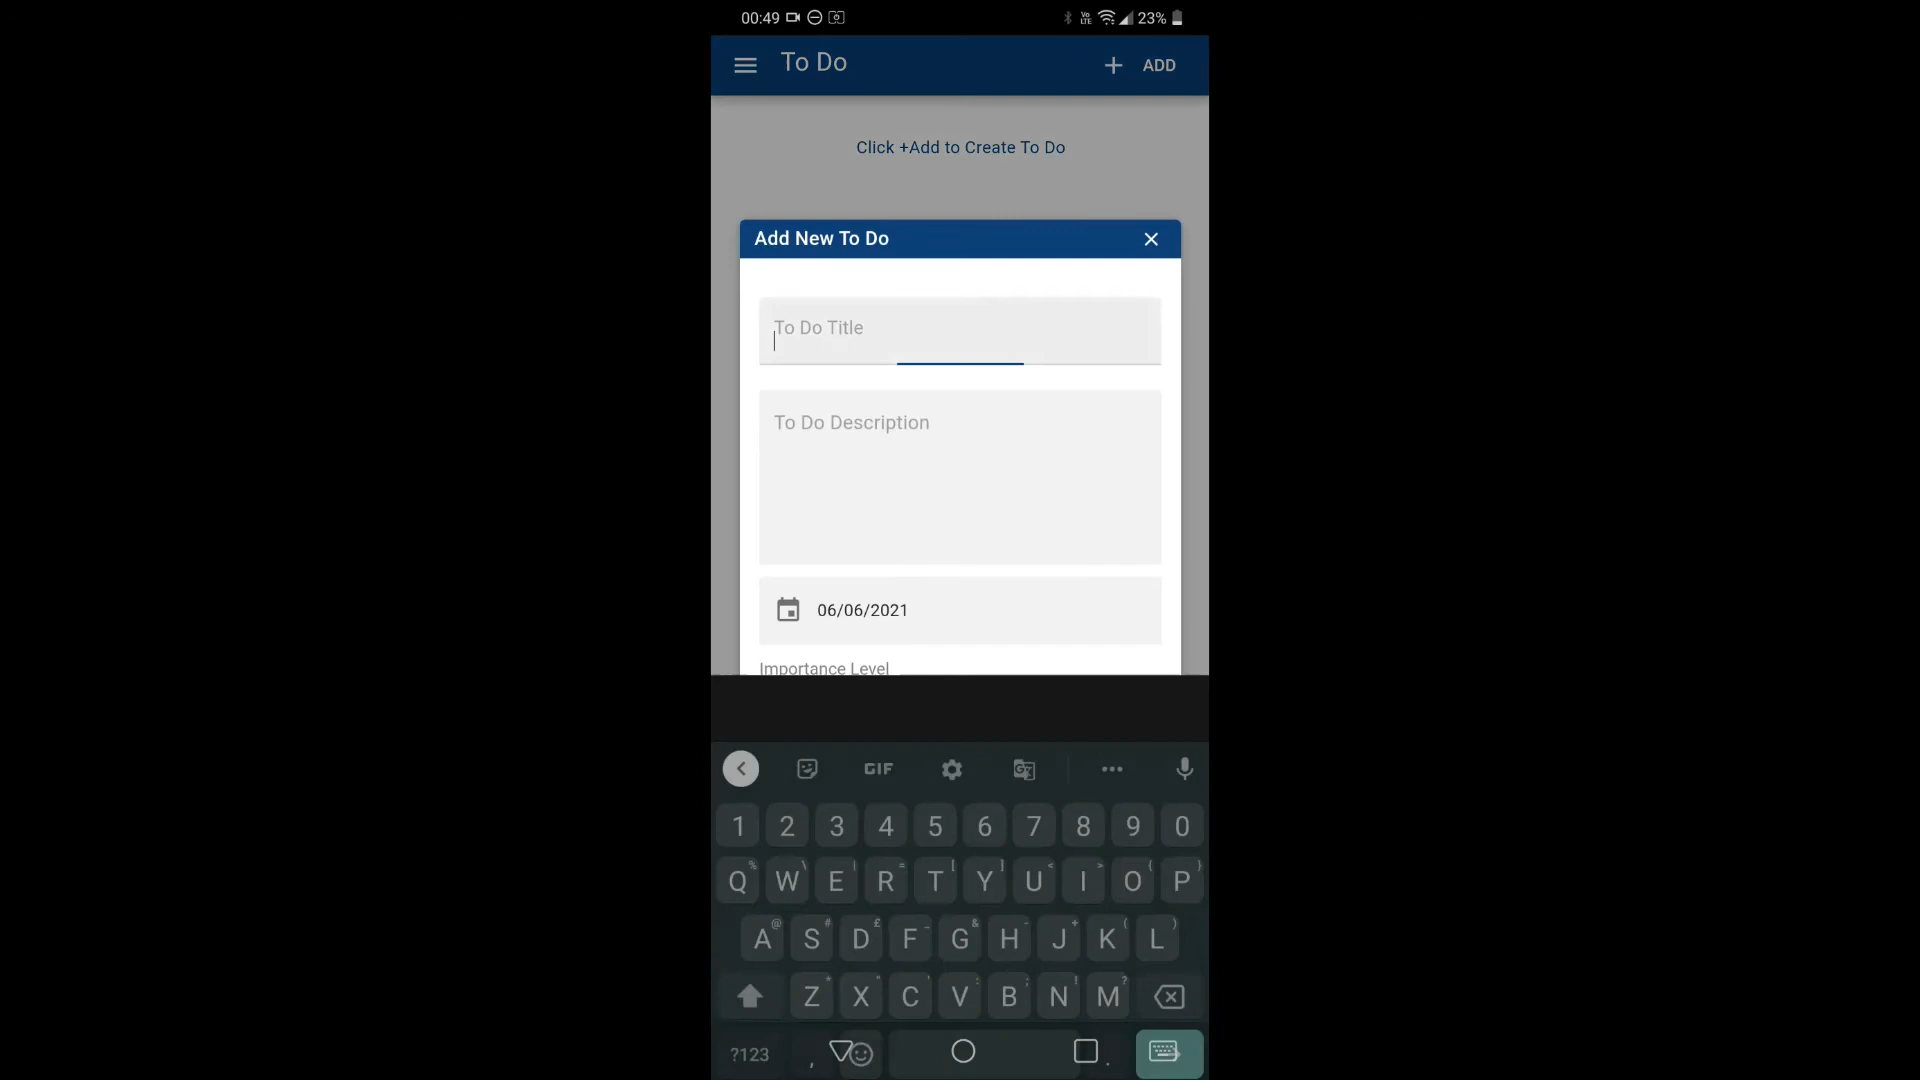 00:49 Vo LTE 23%
To Do + ADD
Click +Add to Create To Do
Add New To Do
To Do Title
To Do Description
06/06/2021
Importance Level
GIF
1 2 3 4 5 6 7 8 9 0
Q W E R T Y U I O P
A S D F G H J K L
Z X C V B N M
?123 , .